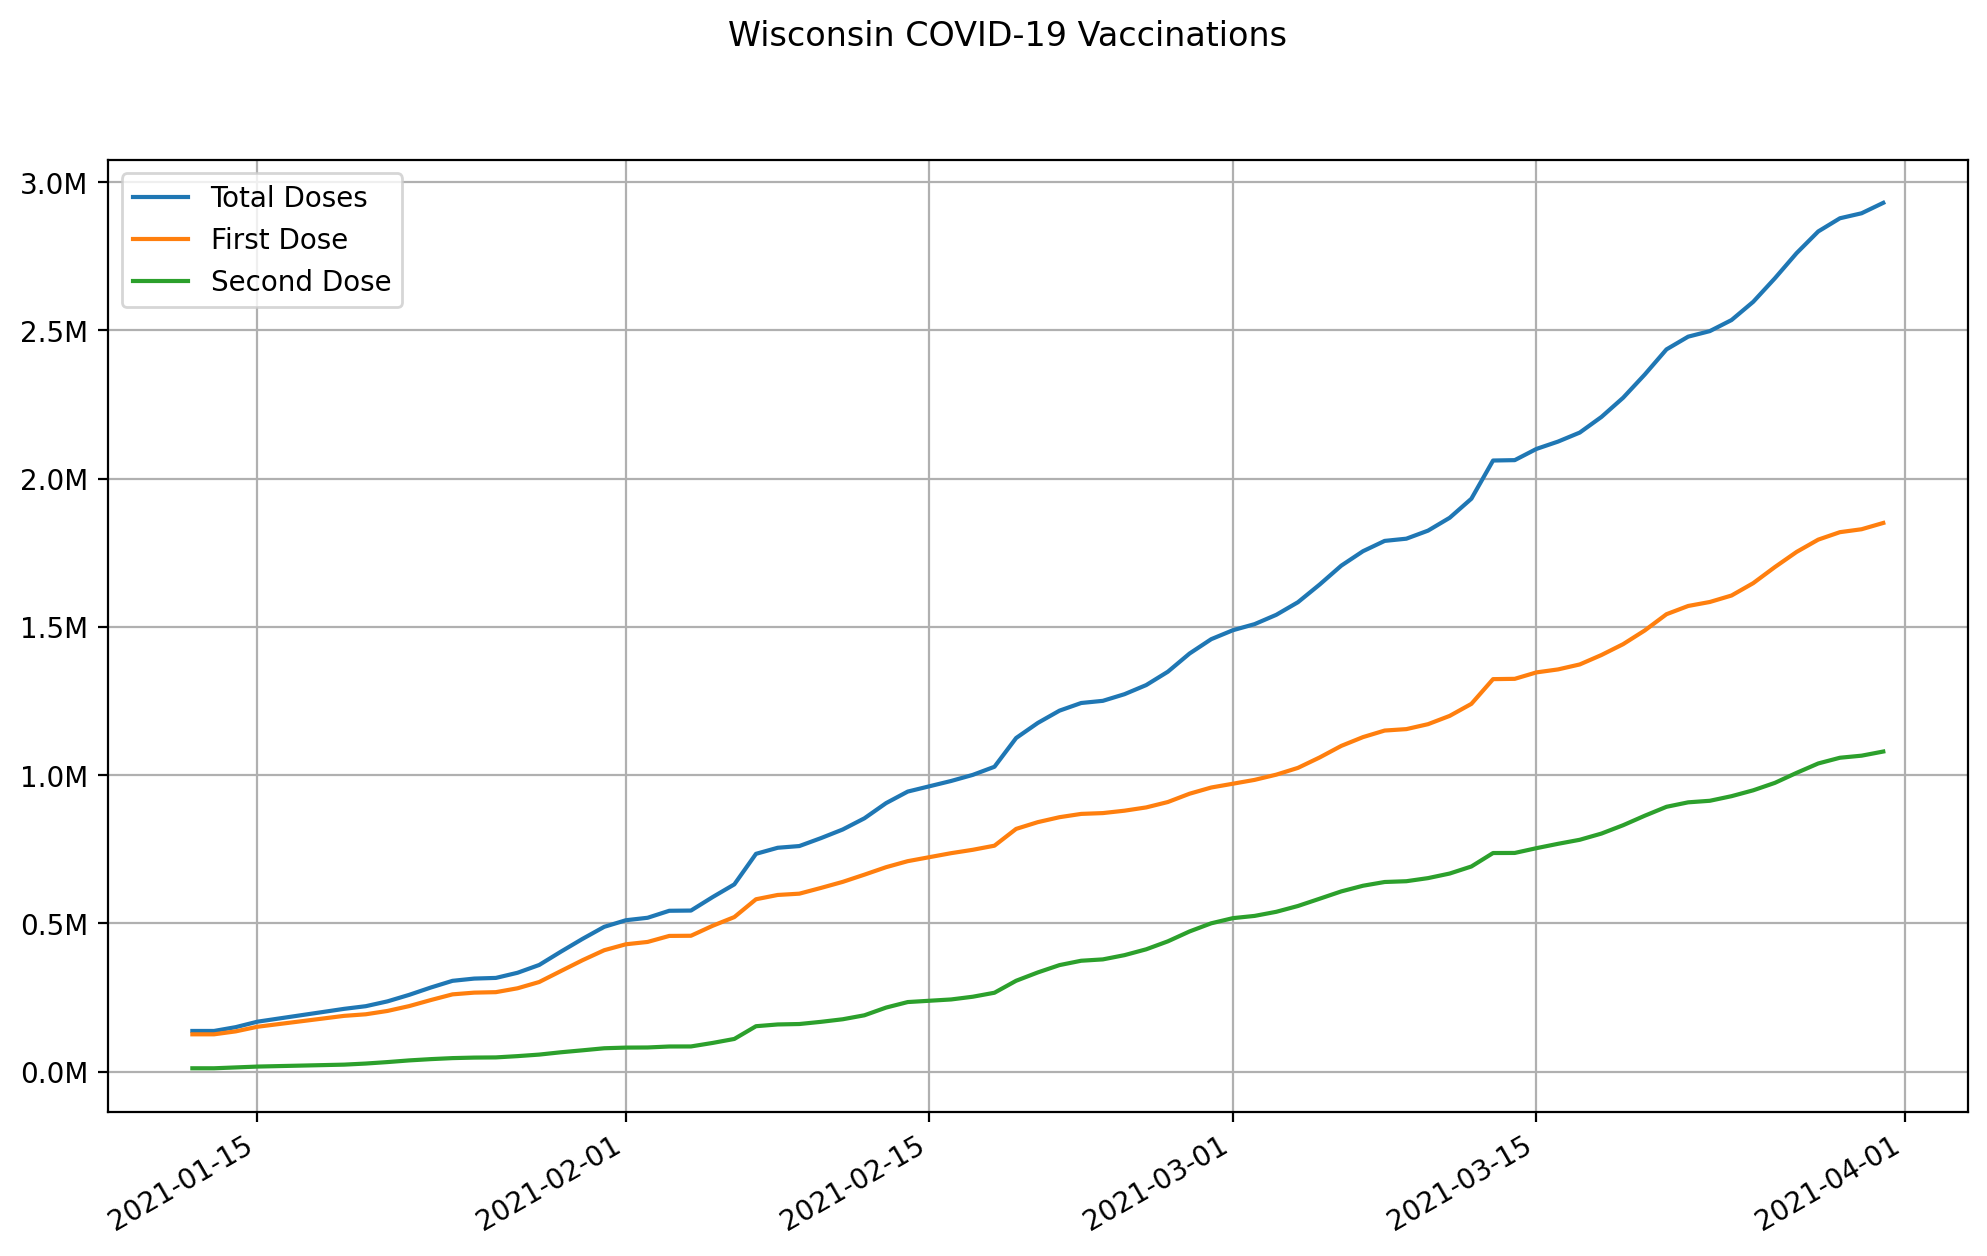 Wisconsin COVID-19 Vaccinations
3.0M
2.5M
2.0M
1.5M
1.0M
0.5M
0.0M
Total Doses
First Dose
Second Dose
2021-01-15
2021-02-01
2021-02-15
2021-03-01
2021-03-15
2021-04-01